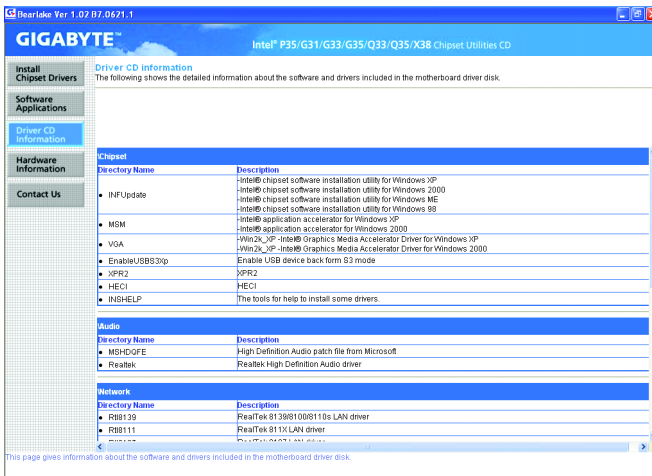 Bearlake Ver 1.02 B7.0621.1
GIGABYTE™
Intel® P35/G31/G33/G35/Q33/Q35/X38 Chipset Utilities CD
Install
Chipset Drivers
Software
Applications
Driver CD
Information
Hardware
Information
Contact Us
Driver CD information
The following shows the detailed information about the software and drivers included in the motherboard driver disk.
\Chipset
Directory Name Description
• INFUpdate
-Intel® chipset software installation utility for Windows XP
-Intel® chipset software installation utility for Windows 2000
-Intel® chipset software installation utility for Windows ME
-Intel® chipset software installation utility for Windows 98
• MSM
-Intel® application accelerator for Windows XP
-Intel® application accelerator for Windows 2000
• VGA
-Win2k_XP -Intel® Graphics Media Accelerator Driver for Windows XP
-Win2k_XP -Intel® Graphics Media Accelerator Driver for Windows 2000
• EnableUSBS3Xp Enable USB device back form S3 mode
• XPR2 XPR2
• HECI HECI
• INSHELP The tools for help to install some drivers.
\Audio
Directory Name Description
• MSHDQFE High Definition Audio patch file from Microsoft
• Realtek Realtek High Definition Audio driver
\Network
Directory Name Description
• Rtl8139 RealTek 8139/8100/8110s LAN driver
• Rtl8111 RealTek 811X LAN driver
This page gives information about the software and drivers included in the motherboard driver disk.